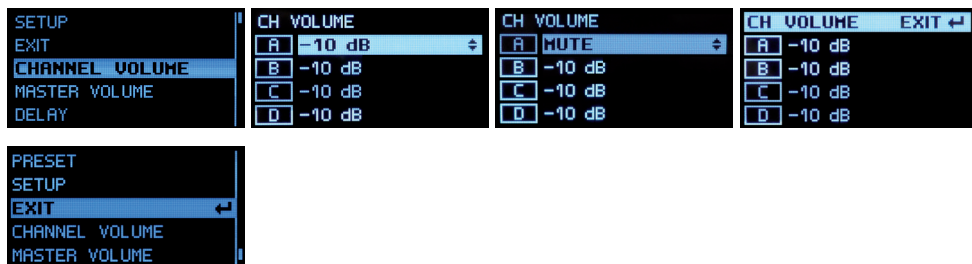 SETUP
EXIT
CHANNEL VOLUME
MASTER VOLUME
DELAY
CH VOLUME
A -10 dB
B -10 dB
C -10 dB
D -10 dB
CH VOLUME
A MUTE
B -10 dB
C -10 dB
D -10 dB
CH VOLUME EXIT ↵
A -10 dB
B -10 dB
C -10 dB
D -10 dB
PRESET
SETUP
EXIT ↵
CHANNEL VOLUME
MASTER VOLUME